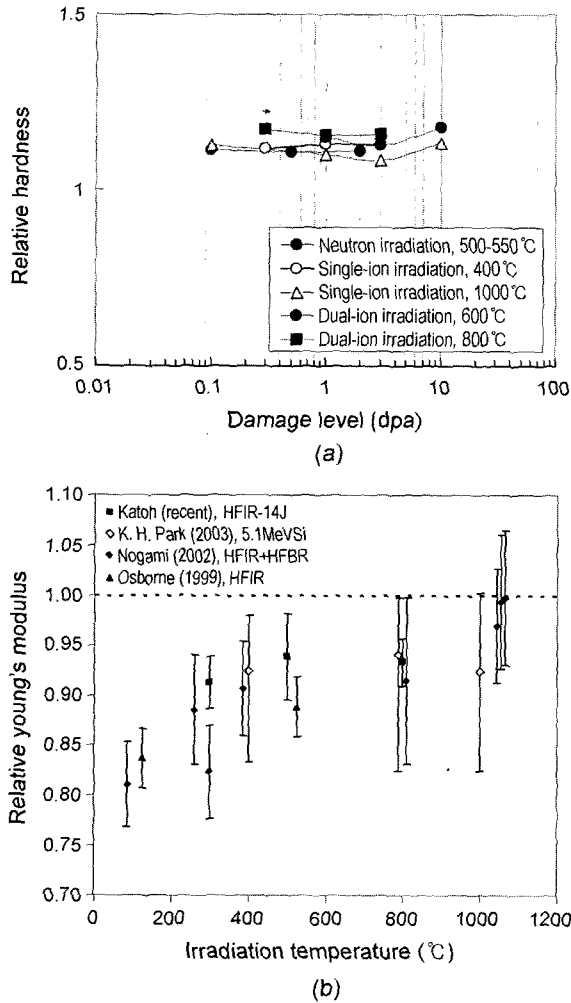 1.5
1
0.5
Relative hardness
Neutron irradiation, 500-550℃
Single-ion irradiation, 400℃
Single-ion irradiation, 1000℃
Dual-ion irradiation, 600℃
Dual-ion irradiation, 800℃
0.01 0.1 1 10 100
Damage level (dpa)
(a)
1.10
1.05
1.00
0.95
0.90
0.85
0.80
0.75
0.70
Relative young's modulus
Katoh (recent), HFIR-14J
K. H. Park (2003), 5.1MeVSi
Nogami (2002), HFIR+HFBR
Osborne (1999), HFIR
0 200 400 600 800 1000 1200
Irradiation temperature (℃)
(b)